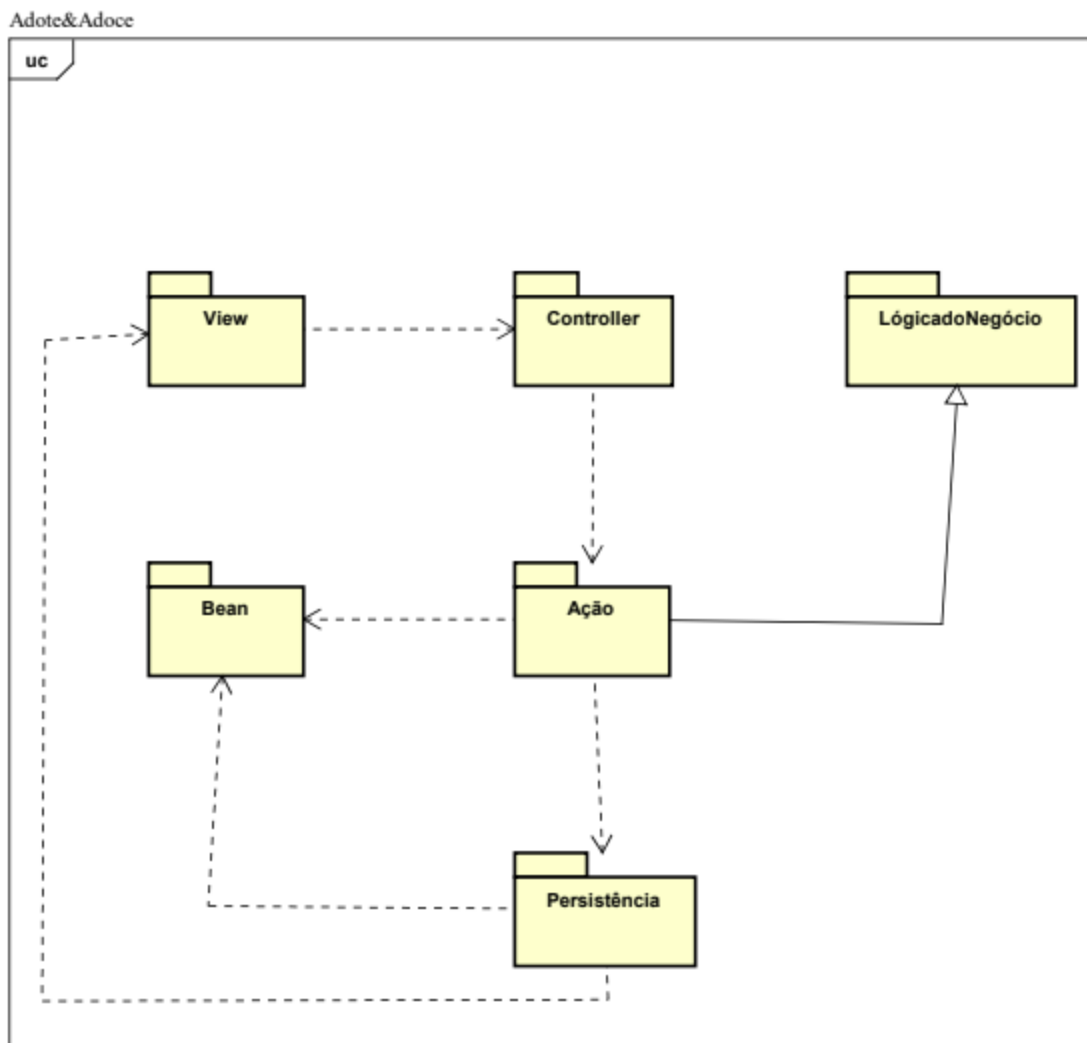 Adote&Adoce
uc
View
Controller
LógicadoNegócio
Bean
Ação
Persistência